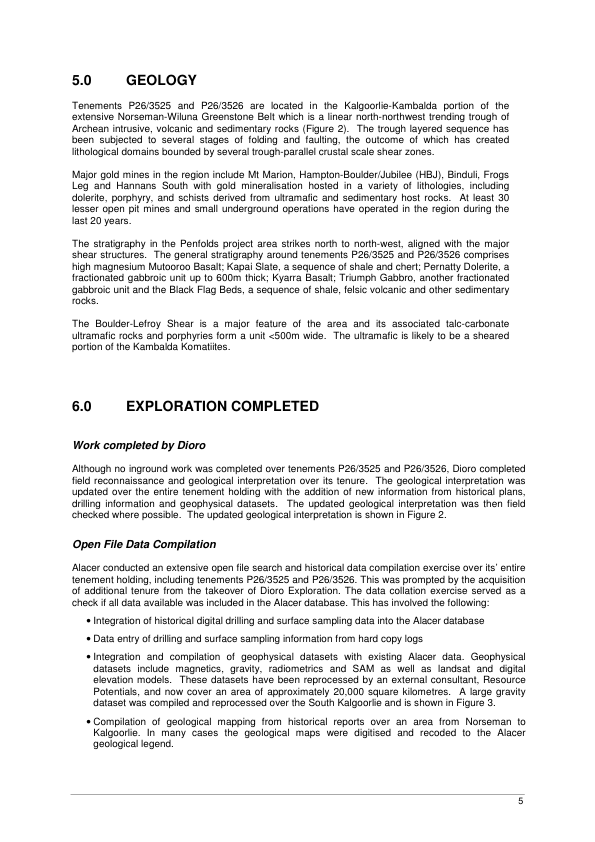 5.0 GEOLOGY
Tenements P26/3525 and P26/3526 are located in the Kalgoorlie-Kambalda portion of the
extensive Norseman-Wiluna Greenstone Belt which is a linear north-northwest trending trough of
Archean intrusive, volcanic and sedimentary rocks (Figure 2). The trough layered sequence has
been subjected to several stages of folding and faulting, the outcome of which has created
lithological domains bounded by several trough-parallel crustal scale shear zones.
Major gold mines in the region include Mt Marion, Hampton-Boulder/Jubilee (HBJ), Binduli, Frogs
Leg and Hannans South with gold mineralisation hosted in a variety of lithologies, including
dolerite, porphyry, and schists derived from ultramafic and sedimentary host rocks. At least 30
lesser open pit mines and small underground operations have operated in the region during the
last 20 years.
The stratigraphy in the Penfolds project area strikes north to north-west, aligned with the major
shear structures. The general stratigraphy around tenements P26/3525 and P26/3526 comprises
high magnesium Mutooroo Basalt; Kapai Slate, a sequence of shale and chert; Pernatty Dolerite, a
fractionated gabbroic unit up to 600m thick; Kyarra Basalt; Triumph Gabbro, another fractionated
gabbroic unit and the Black Flag Beds, a sequence of shale, felsic volcanic and other sedimentary
rocks.
The Boulder-Lefroy Shear is a major feature of the area and its associated talc-carbonate
ultramafic rocks and porphyries form a unit <500m wide. The ultramafic is likely to be a sheared
portion of the Kambalda Komatiites.
6.0 EXPLORATION COMPLETED
Work completed by Dioro
Although no inground work was completed over tenements P26/3525 and P26/3526, Dioro completed
field reconnaissance and geological interpretation over its tenure. The geological interpretation was
updated over the entire tenement holding with the addition of new information from historical plans,
drilling information and geophysical datasets. The updated geological interpretation was then field
checked where possible. The updated geological interpretation is shown in Figure 2.
Open File Data Compilation
Alacer conducted an extensive open file search and historical data compilation exercise over its' entire
tenement holding, including tenements P26/3525 and P26/3526. This was prompted by the acquisition
of additional tenure from the takeover of Dioro Exploration. The data collation exercise served as a
check if all data available was included in the Alacer database. This has involved the following:
• Integration of historical digital drilling and surface sampling data into the Alacer database
• Data entry of drilling and surface sampling information from hard copy logs
• Integration and compilation of geophysical datasets with existing Alacer data. Geophysical
datasets include magnetics, gravity, radiometrics and SAM as well as landsat and digital
elevation models. These datasets have been reprocessed by an external consultant, Resource
Potentials, and now cover an area of approximately 20,000 square kilometres. A large gravity
dataset was compiled and reprocessed over the South Kalgoorlie and is shown in Figure 3.
• Compilation of geological mapping from historical reports over an area from Norseman to
Kalgoorlie. In many cases the geological maps were digitised and recoded to the Alacer
geological legend.
5